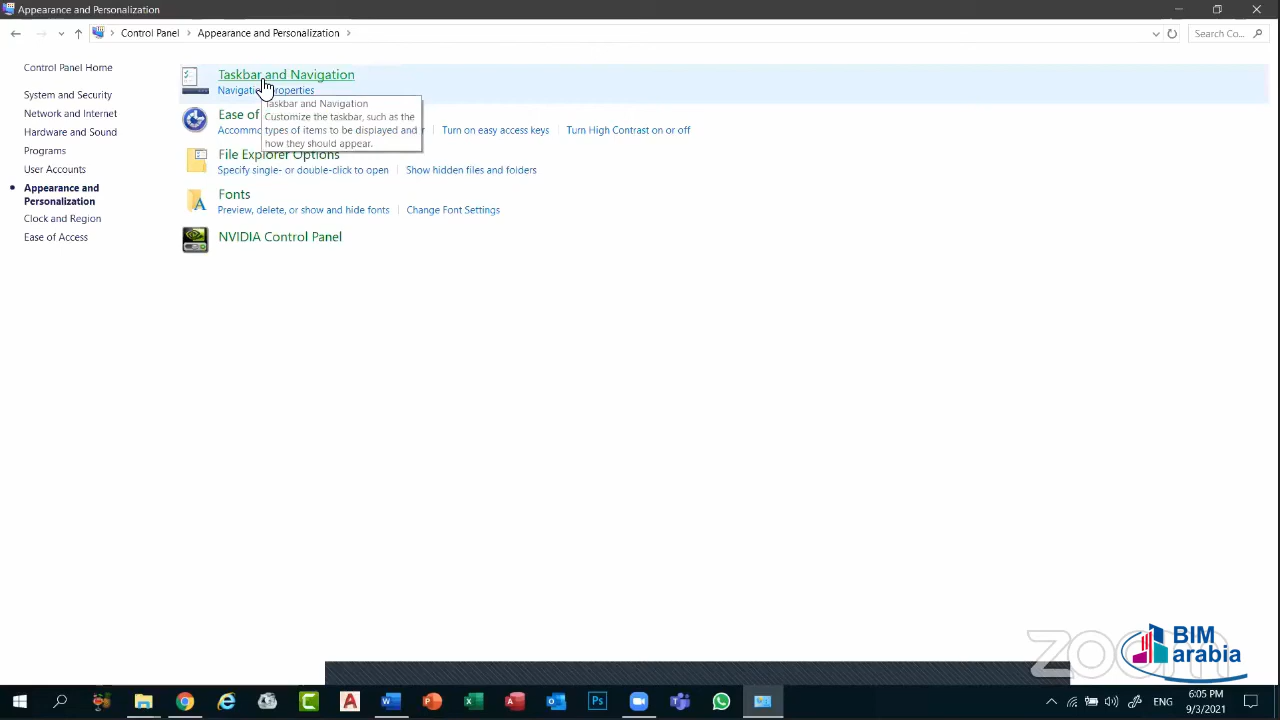 Appearance and Personalization
Control Panel
Appearance and Personalization
Search Co...
Control Panel Home
System and Security
Network and Internet
Hardware and Sound
Programs
User Accounts
Appearance and
Personalization
Clock and Region
Ease of Access
Taskbar and Navigation
Navigation properties
Taskbar and Navigation
Customize the taskbar, such as the
types of items to be displayed and
how they should appear.
Ease of
Accommo
r
Turn on easy access keys
Turn High Contrast on or off
File Explorer Options
Specify single- or double-click to open
Show hidden files and folders
Fonts
Preview, delete, or show and hide fonts
Change Font Settings
NVIDIA Control Panel
zoom
BIM
arabia
ENG
6:05 PM
9/3/2021